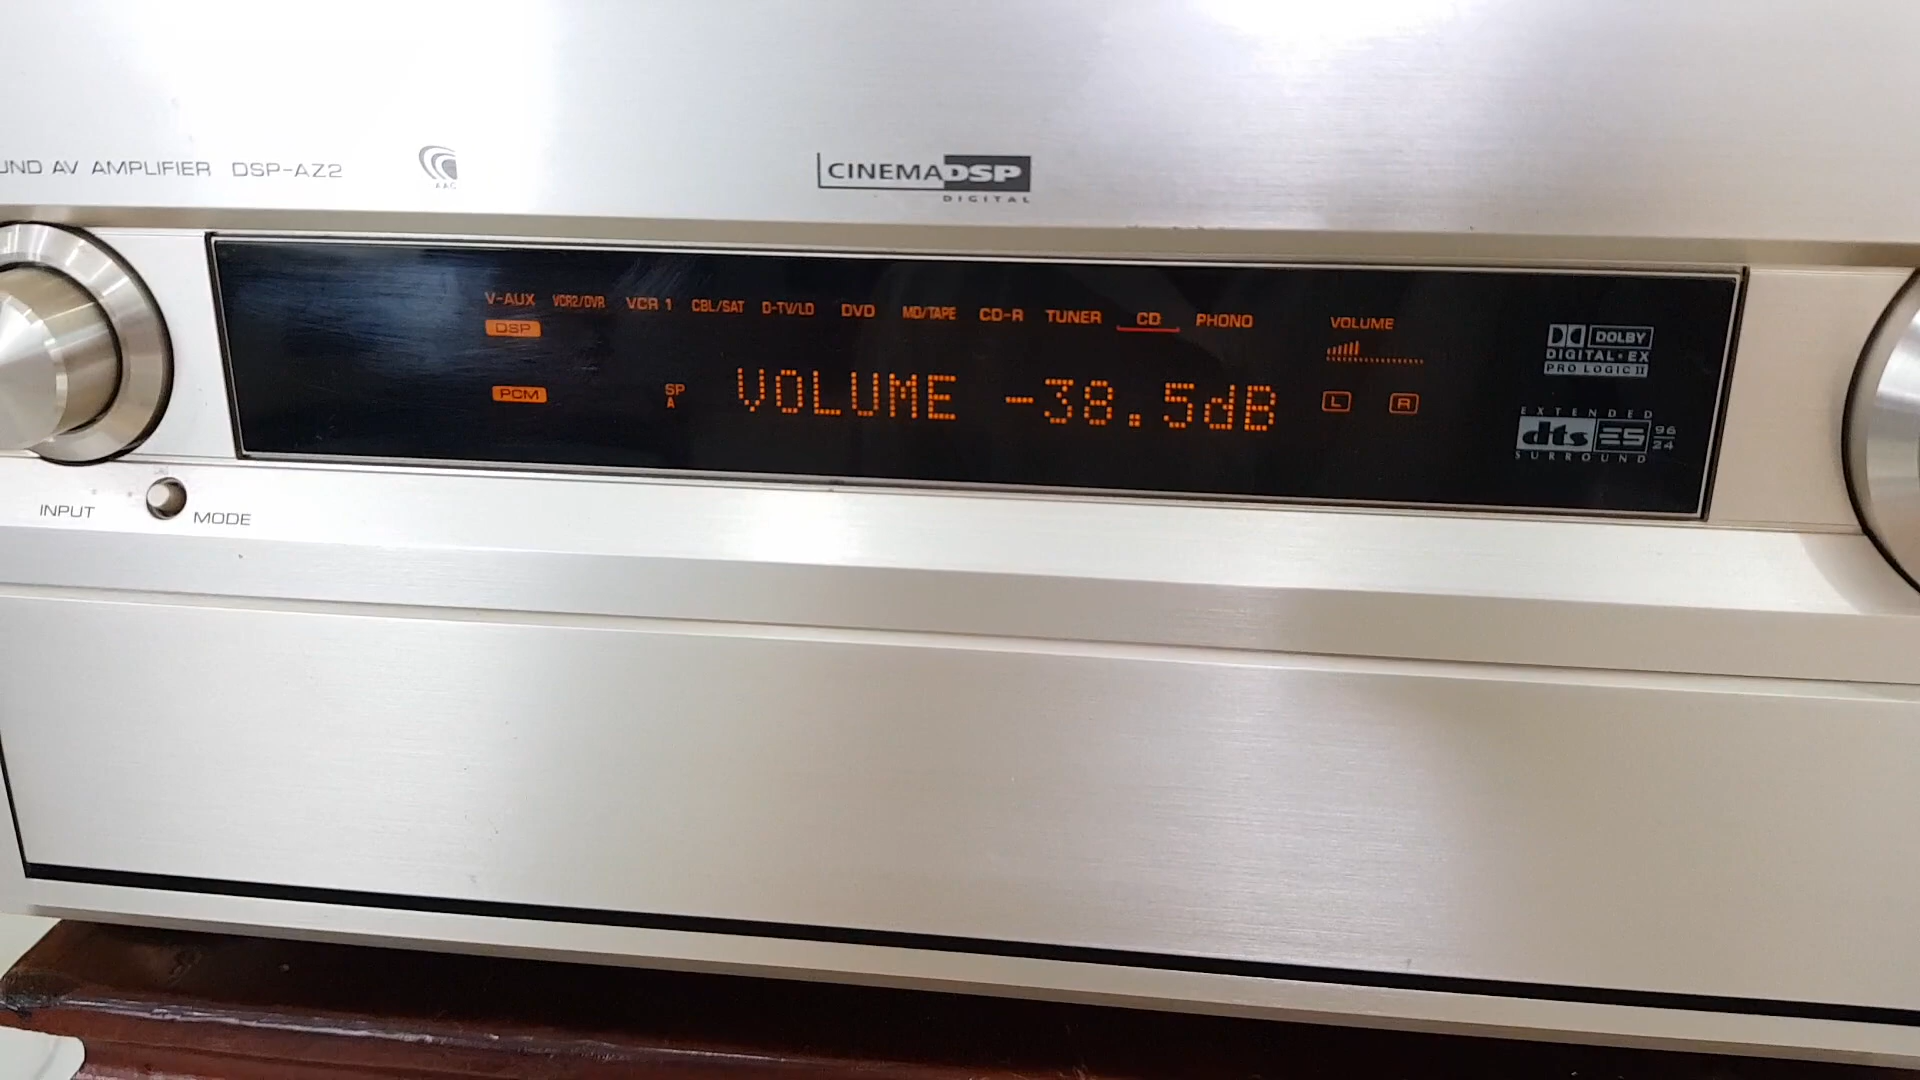 UND AV AMPLIFIER DSP-AZ2
AAC
CINEMA DSP
DIGITAL
V-AUX VCR2/DVR VCR 1 CBL/SAT D-TV/LD DVD MD/TAPE CD-R TUNER CD PHONO
DSP
VOLUME
PCM
SP
A
VOLUME -38.5dB
L R
DOLBY
DIGITAL·EX
PRO LOGIC II
EXTENDED
dts ES 96
24
SURROUND
INPUT MODE